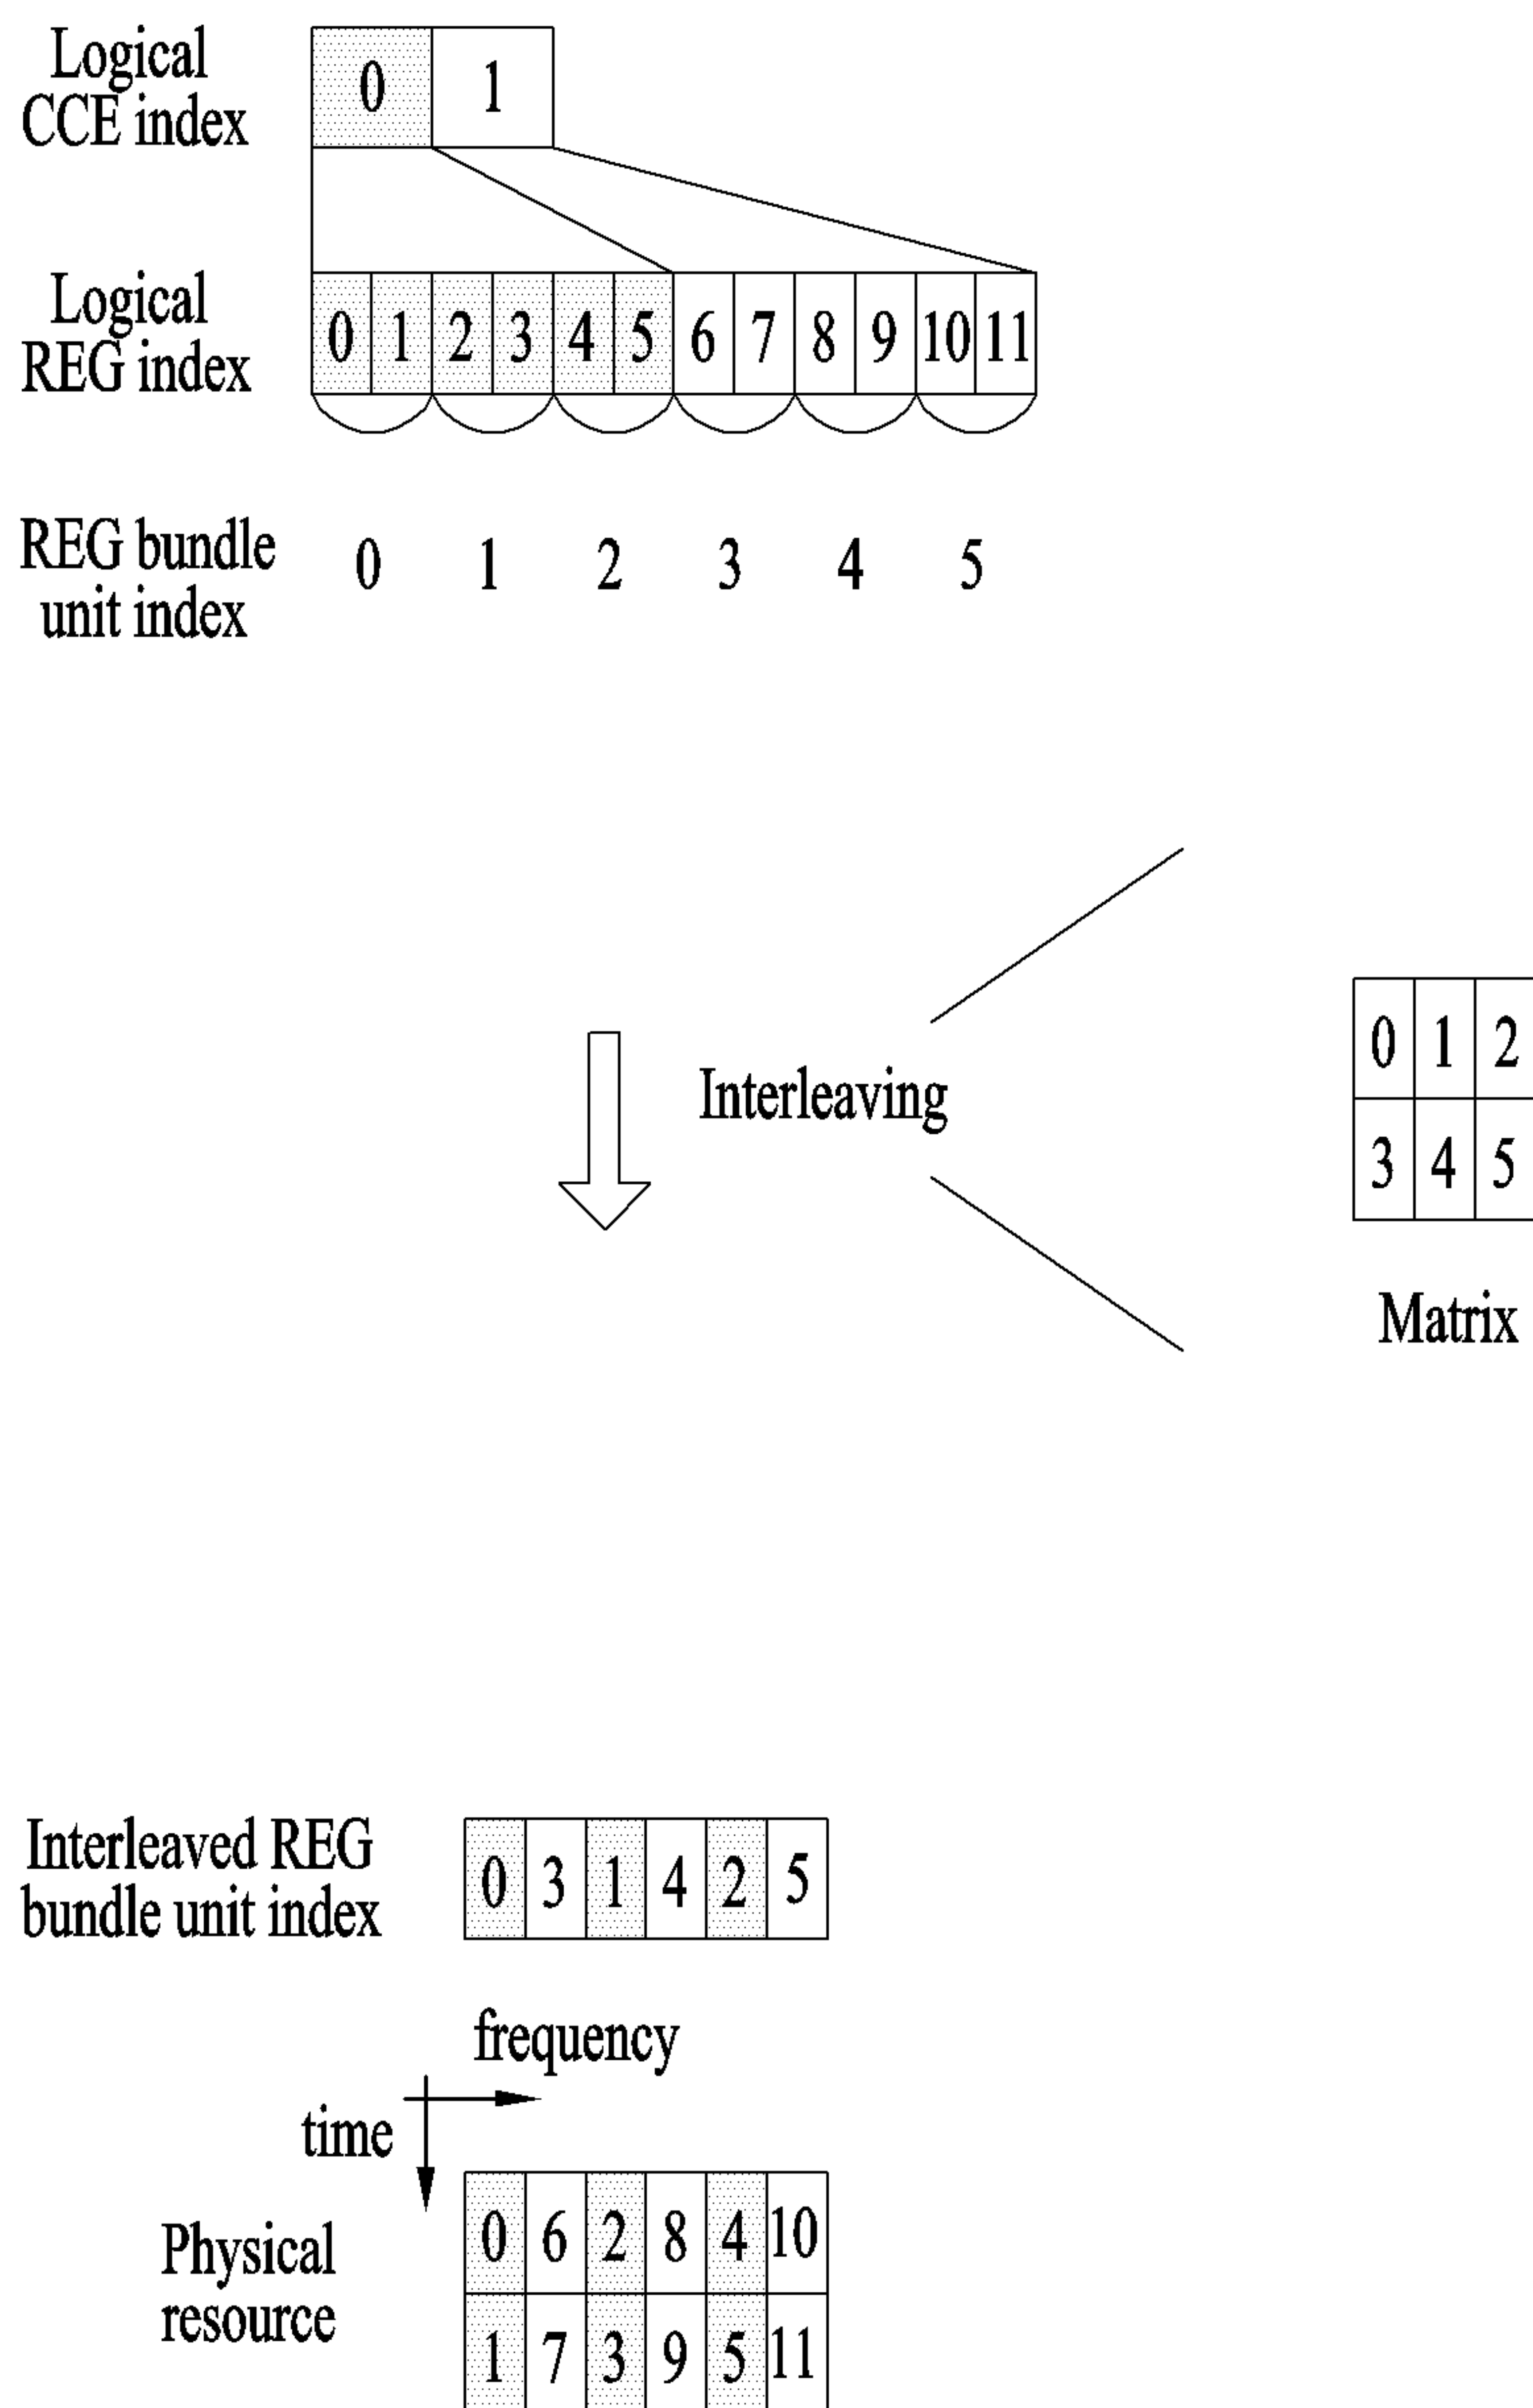 Logical
CCE index
0 1
Logical
REG index
0 1 2 3 4 5 6 7 8 9 10 11
REG bundle
unit index
0 1 2 3 4 5
Interleaving
0 1 2
3 4 5
Matrix
Interleaved REG
bundle unit index
0 3 1 4 2 5
frequency
time
Physical
resource
0 6 2 8 4 10
1 7 3 9 5 11